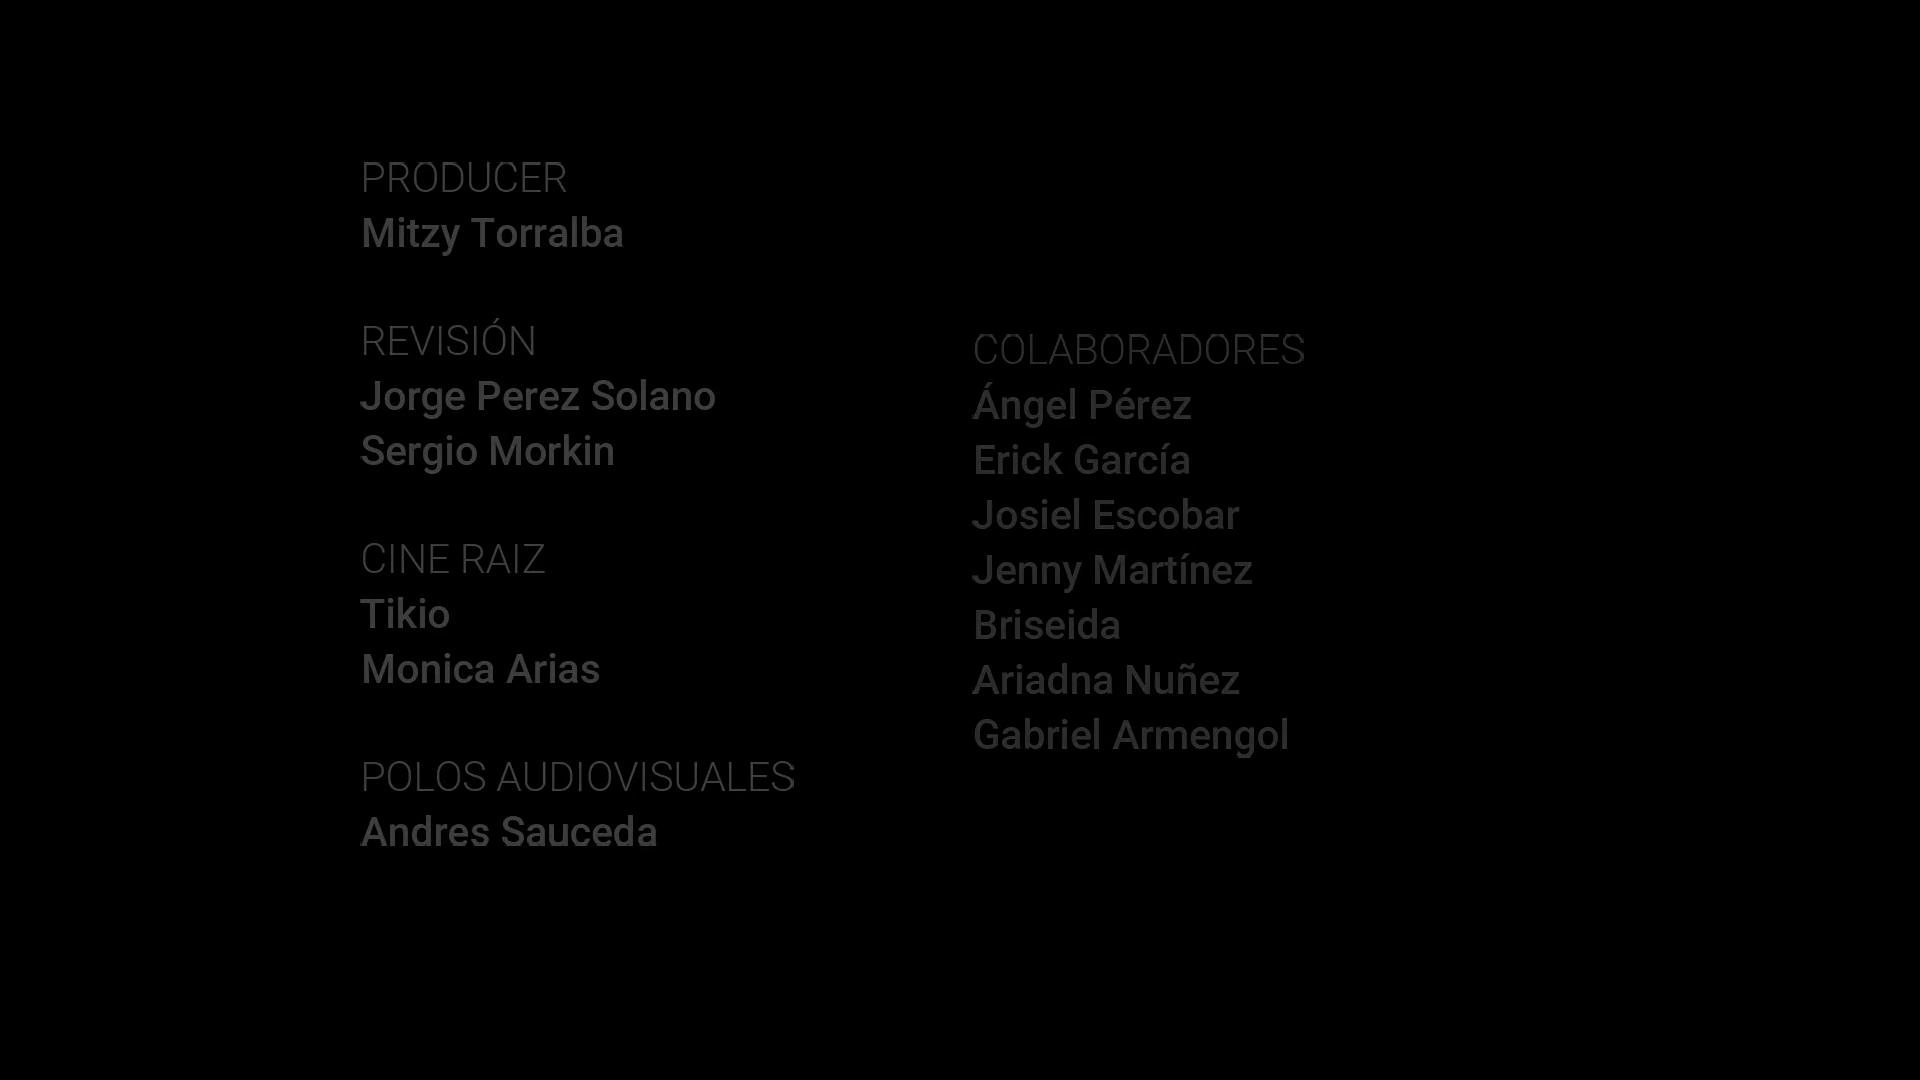 PRODUCER
Mitzy Torralba
REVISIÓN
Jorge Perez Solano
Sergio Morkin
CINE RAIZ
Tikio
Monica Arias
POLOS AUDIOVISUALES
Andres Sauceda
COLABORADORES
Ángel Pérez
Erick García
Josiel Escobar
Jenny Martínez
Briseida
Ariadna Nuñez
Gabriel Armengol